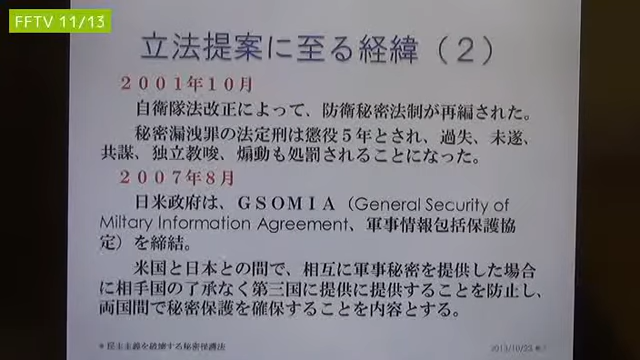 FFTV 11/13
立法提案に至る経緯（２）
２００１年１０月
自衛隊法改正によって、防衛秘密法制が再編された。
秘密漏洩罪の法定刑は懲役５年とされ、過失、未遂、
共謀、独立教唆、煽動も処罰されることになった。
２００７年８月
日米政府は、ＧＳＯＭＩＡ（General Security of
Miltary Information Agreement、軍事情報包括保護協
定）を締結。
米国と日本との間で、相互に軍事秘密を提供した場合
に相手国の了承なく第三国に提供に提供することを防止し、
両国間で秘密保護を確保することを内容とする。
＊民主主義を破壊する秘密保護法
2013/10/23